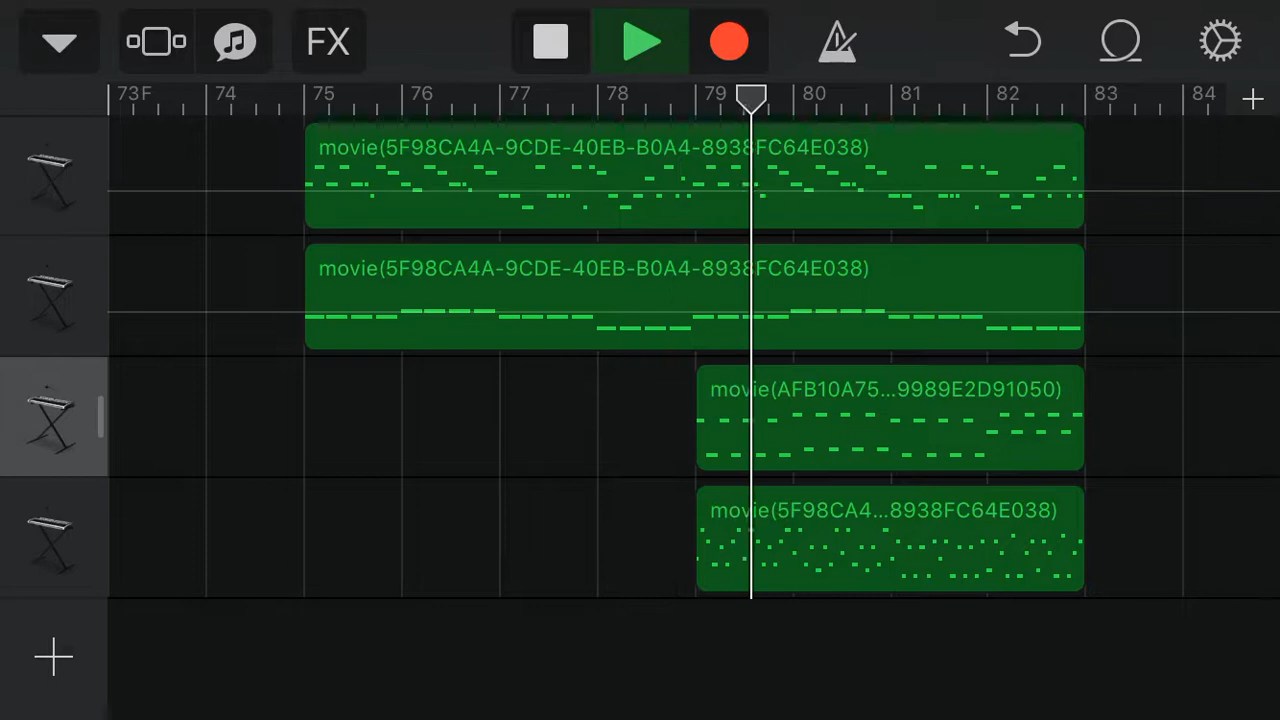 FX
73F 74 75 76 77 78 79 80 81 82 83 84
movie(5F98CA4A-9CDE-40EB-B0A4-8938FC64E038)
movie(5F98CA4A-9CDE-40EB-B0A4-8938FC64E038)
movie(AFB10A75...9989E2D91050)
movie(5F98CA4...8938FC64E038)